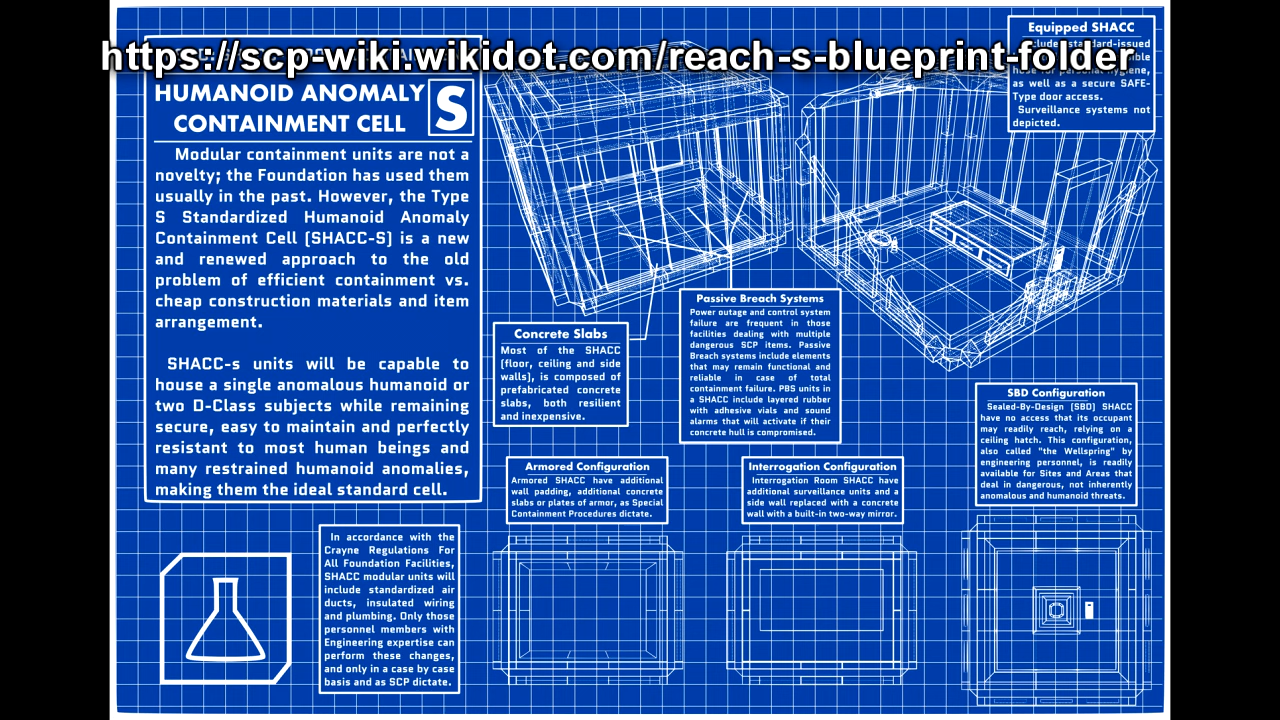 https://scp-wiki.wikidot.com/reach-s-blueprint-folder
HUMANOID ANOMALY
CONTAINMENT CELL
S
Modular containment units are not a
novelty; the Foundation has used them
usually in the past. However, the Type
S Standardized Humanoid Anomaly
Containment Cell (SHACC-S) is a new
and renewed approach to the old
problem of efficient containment vs.
cheap construction materials and item
arrangement.
SHACC-s units will be capable to
house a single anomalous humanoid or
two D-Class subjects while remaining
secure, easy to maintain and perfectly
resistant to most human beings and
many restrained humanoid anomalies,
making them the ideal standard cell.
Equipped SHACC
standard-issued
hose for personal hygiene,
as well as a secure SAFE-
Type door access.
Surveillance systems not
depicted.
Concrete Slabs
Most of the SHACC
(floor, ceiling and side
walls), is composed of
prefabricated concrete
slabs, both resilient
and inexpensive.
Passive Breach Systems
Power outage and control system
failure are frequent in those
facilities dealing with multiple
dangerous SCP items. Passive
Breach systems include elements
that may remain functional and
reliable in case of total
containment failure. PBS units in
a SHACC include layered rubber
with adhesive vials and sound
alarms that will activate if their
concrete hull is compromised.
SBD Configuration
Sealed-By-Design (SBD) SHACC
have no access that its occupant
may readily reach, relying on a
ceiling hatch. This configuration,
also called "the Wellspring" by
engineering personnel, is readily
available for Sites and Areas that
deal in dangerous, not inherently
anomalous and humanoid threats.
Armored Configuration
Armored SHACC have additional
wall padding, additional concrete
slabs or plates of armor, as Special
Containment Procedures dictate.
Interrogation Configuration
Interrogation Room SHACC have
additional surveillance units and a
side wall replaced with a concrete
wall with a built-in two-way mirror.
In accordance with the
Crayne Regulations For
All Foundation Facilities,
SHACC modular units will
include standardized air
ducts, insulated wiring
and plumbing. Only those
personnel members with
Engineering expertise can
perform these changes,
and only in a case by case
basis and as SCP dictate.